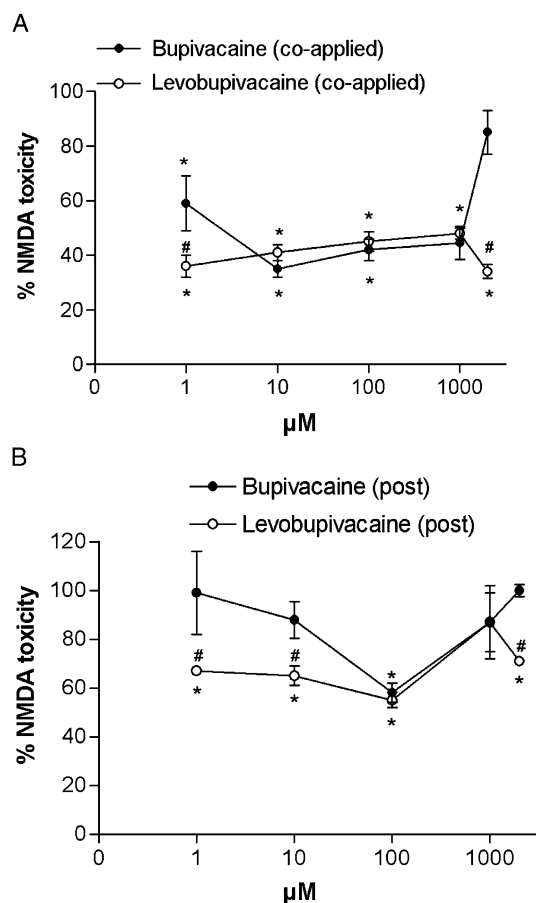 A
Bupivacaine (co-applied)
Levobupivacaine (co-applied)
% NMDA toxicity
100
80
60
40
20
0
*
#
*
*
*
*
*
*
#
*
0 1 10 100 1000
µM
B
Bupivacaine (post)
Levobupivacaine (post)
% NMDA toxicity
120
100
80
60
40
20
0
#
*
#
*
*
*
#
*
0 1 10 100 1000
µM